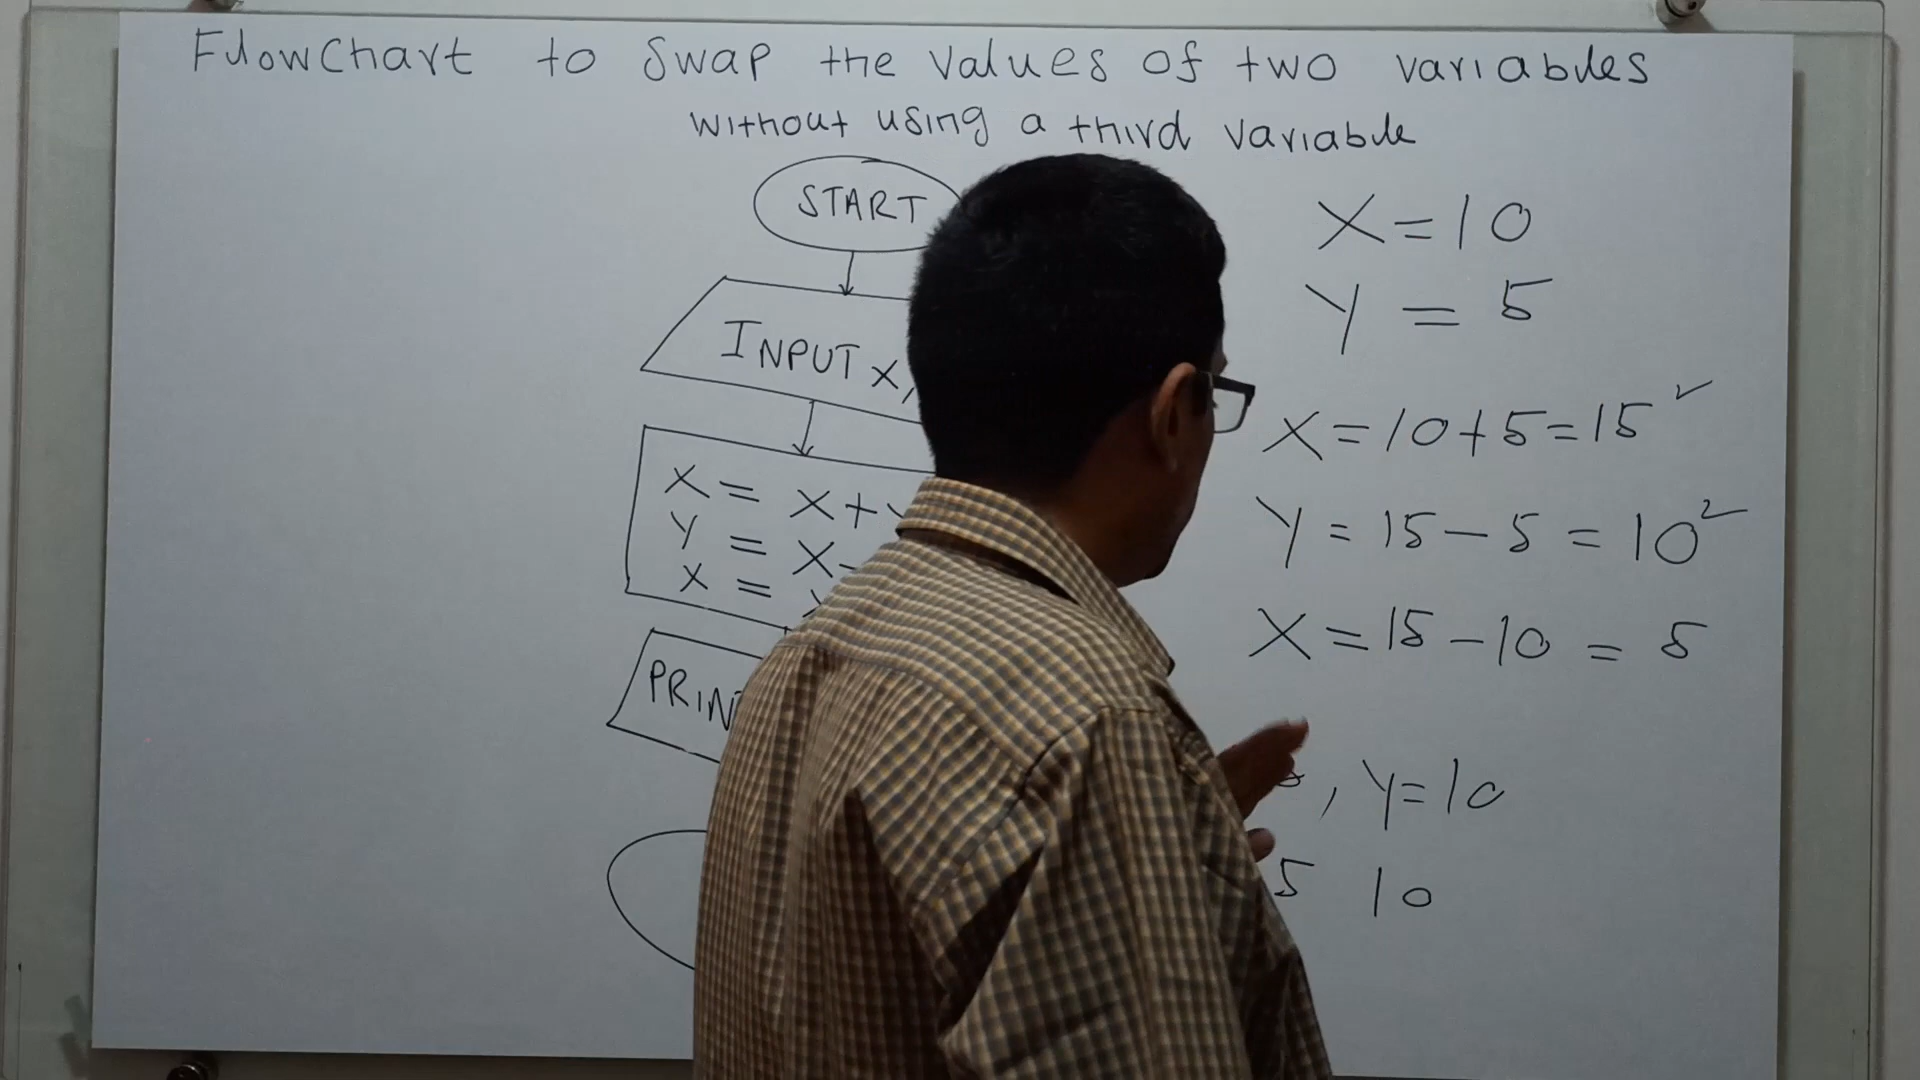 Flowchart to swap the values of two variables
without using a third variable
START
INPUT X,
X = X+
Y = X-
X =
PRIN
X=10
Y = 5
X=10+5=15
Y = 15-5 = 10
X=15-10 = 5
, Y=10
5 10